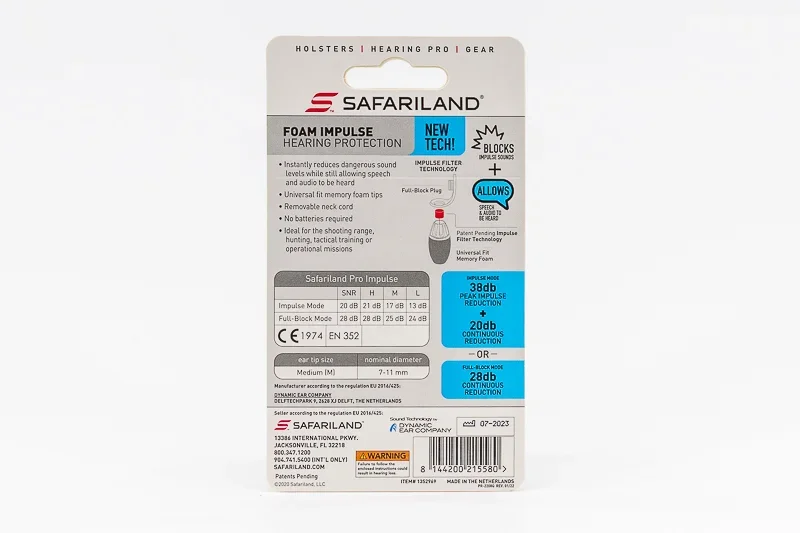 HOLSTERS | HEARING PRO | GEAR
SAFARILAND®
FOAM IMPULSE
HEARING PROTECTION
NEW
TECH!
BLOCKS
IMPULSE SOUNDS
+
ALLOWS
SPEECH
& AUDIO TO
BE HEARD
• Instantly reduces dangerous sound
levels while still allowing speech
and audio to be heard
• Universal fit memory foam tips
• Removable neck cord
• No batteries required
• Ideal for the shooting range,
hunting, tactical training or
operational missions
IMPULSE FILTER
TECHNOLOGY
Full-Block Plug
Patent Pending Impulse
Filter Technology
Universal Fit
Memory Foam
Safariland Pro Impulse
SNR H M L
Impulse Mode 20 dB 21 dB 17 dB 13 dB
Full-Block Mode 28 dB 28 dB 25 dB 24 dB
CE 1974 EN 352
IMPULSE MODE
38db
PEAK IMPULSE
REDUCTION
+
20db
CONTINUOUS
REDUCTION
— OR —
FULL-BLOCK MODE
28db
CONTINUOUS
REDUCTION
ear tip size nominal diameter
Medium (M) 7-11 mm
Manufacturer according to the regulation EU 2016/425:
DYNAMIC EAR COMPANY
DELFTECHPARK 9, 2628 XJ DELFT, THE NETHERLANDS
Seller according to the regulation EU 2016/425:
SAFARILAND®
13386 INTERNATIONAL PKWY.
JACKSONVILLE, FL 32218
800.347.1200
904.741.5400 (INT'L ONLY)
SAFARILAND.COM
Patents Pending
©2020 Safariland, LLC
Sound Technology by
DYNAMIC
EAR COMPANY
07-2023
WARNING
Failure to follow the
enclosed instructions could
result in hearing loss.
8 144200 215580 >
ITEM# 1352969 MADE IN NETHERLANDS